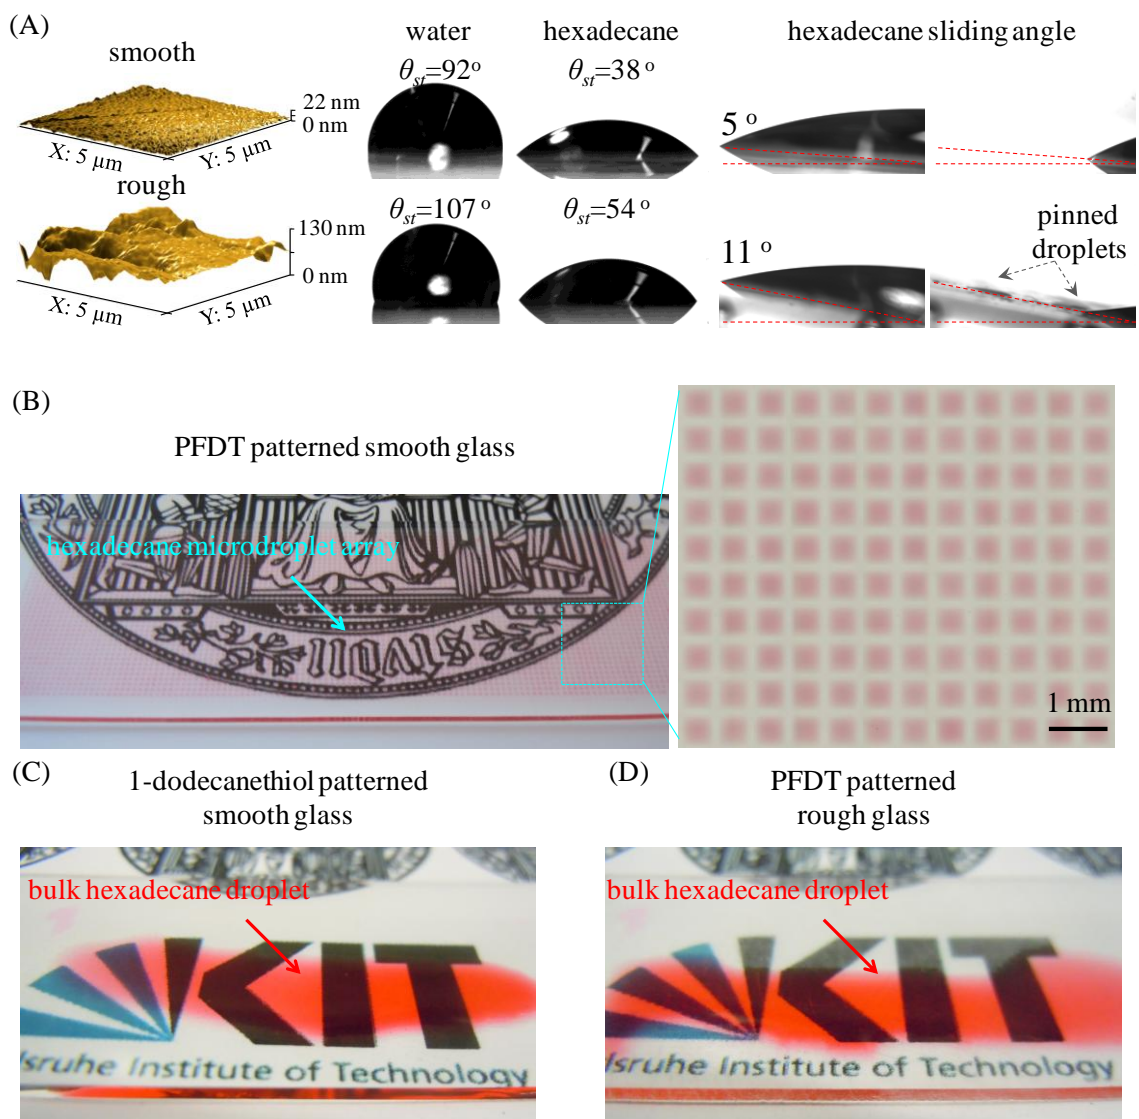 (A)
smooth
22 nm
0 nm
X: 5 μm
Y: 5 μm
rough
130 nm
0 nm
X: 5 μm
Y: 5 μm
water
hexadecane
hexadecane sliding angle
θst=92°
θst=38 °
5 °
θst=107 °
θst=54 °
11 °
pinned
droplets
(B)
PFDT patterned smooth glass
hexadecane microdroplet array
1 mm
(C)
1-dodecanethiol patterned
smooth glass
bulk hexadecane droplet
KIT
lsruhe Institute of Technology
(D)
PFDT patterned
rough glass
bulk hexadecane droplet
KIT
dsruhe Institute of Technology